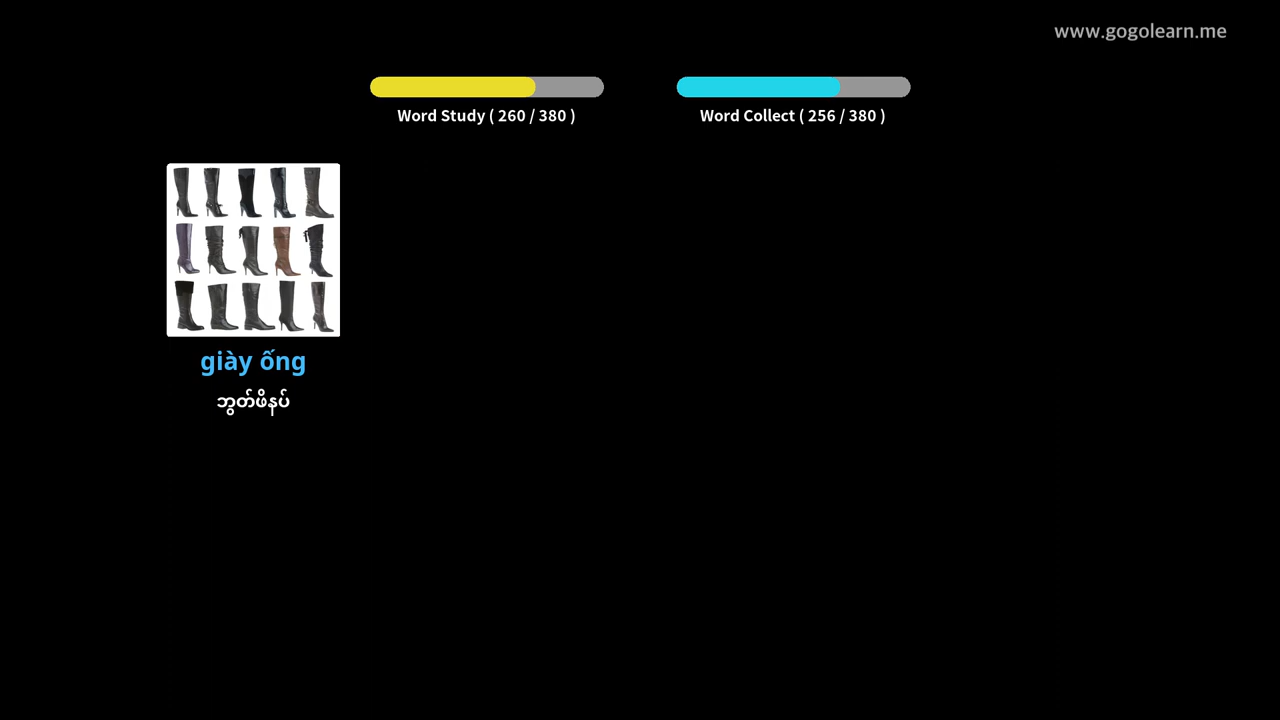 www.gogolearn.me
Word Study ( 260 / 380 )
Word Collect ( 256 / 380 )
giày ống
ဘွတ်ဖိနပ်